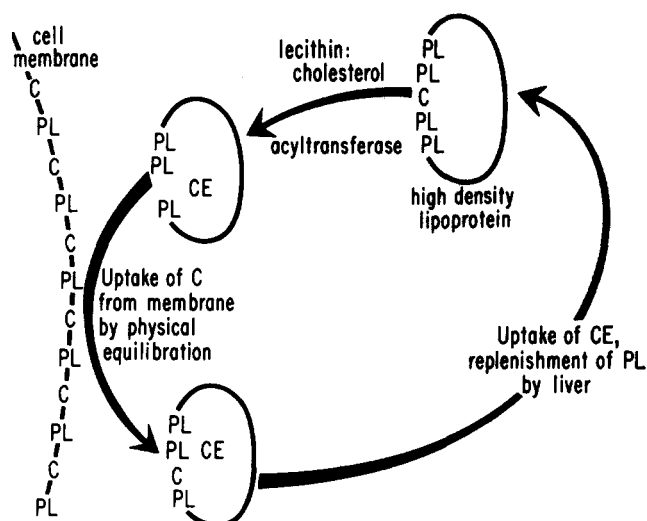 cell
membrane
C
PL
C
PL
C
PL
C
PL
C
PL
C
PL
lecithin:
cholesterol
acyltransferase
PL
PL
C
PL
PL
high density
lipoprotein
PL
PL
CE
PL
Uptake of C
from membrane
by physical
equilibration
PL
PL CE
C
PL
Uptake of CE,
replenishment of PL
by liver